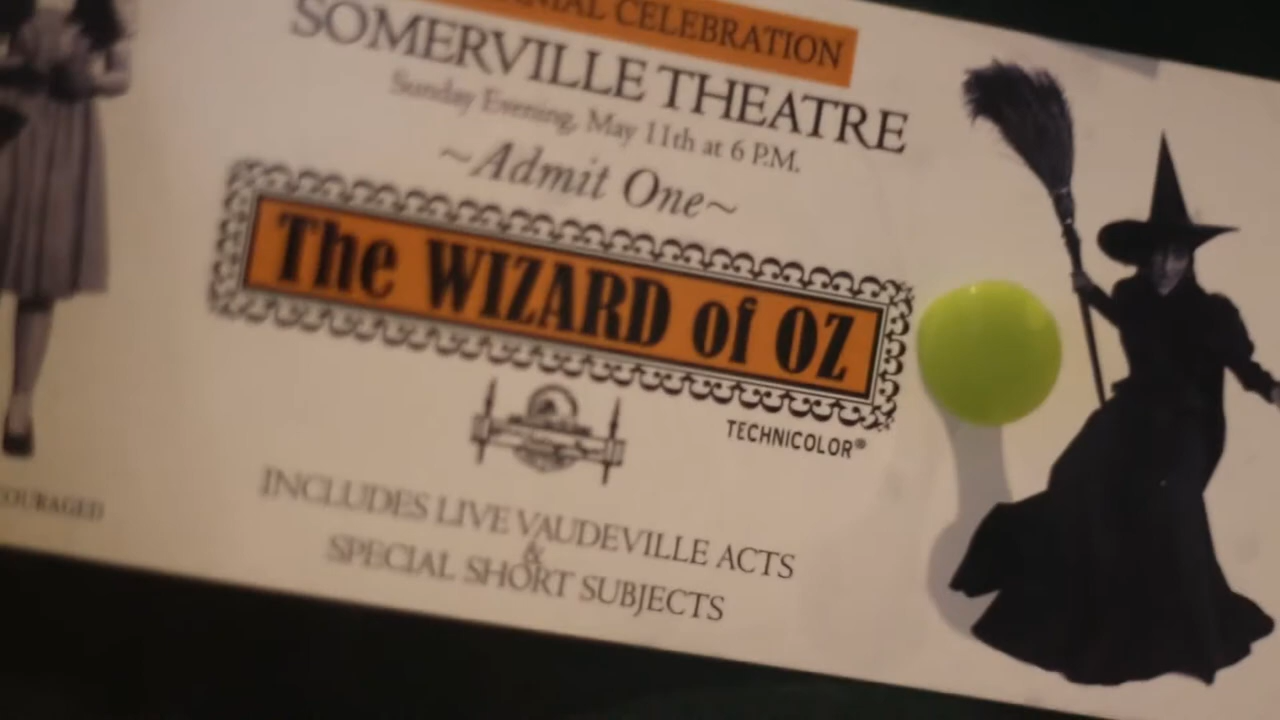 CELEBRATION
SOMERVILLE THEATRE
Sunday Evening, May 11th at 6 P.M.
~Admit One~
The WIZARD of OZ
TECHNICOLOR®
INCLUDES LIVE VAUDEVILLE ACTS
&
SPECIAL SHORT SUBJECTS